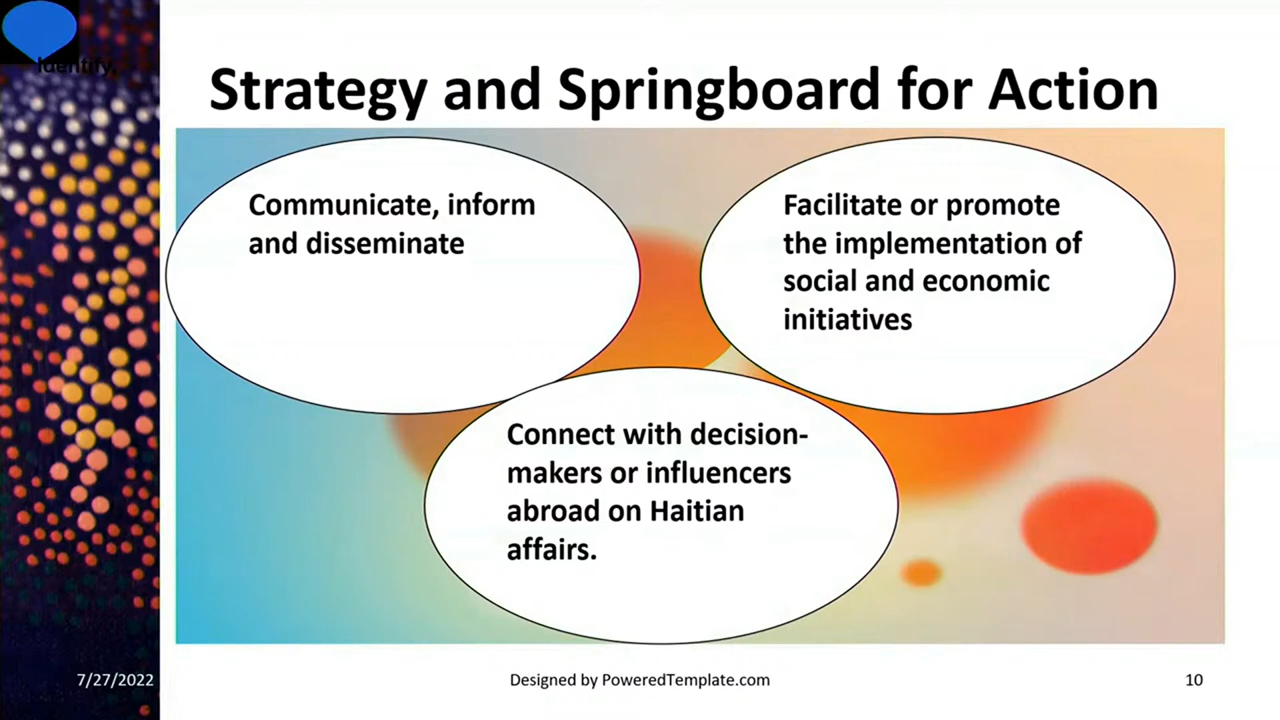 Identify,
Strategy and Springboard for Action
Communicate, inform
and disseminate
Facilitate or promote
the implementation of
social and economic
initiatives
Connect with decision-
makers or influencers
abroad on Haitian
affairs.
7/27/2022
Designed by PoweredTemplate.com
10